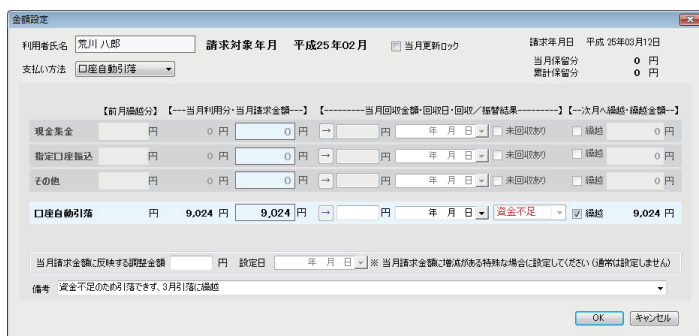 金額設定
利用者氏名 荒川 八郎 請求対象年月 平成25年02月 当月更新ロック 請求年月日 平成 25年03月12日
支払い方法 口座自動引落 当月保留分 0 円
累計保留分 0 円
【前月繰越分】 【---当月利用分・当月請求金額---】 【---------当月回収金額・回収日・回収/振替結果---------】 【--次月へ繰越・繰越金額--】
現金集金 円 0 円 0 円 → 円 年 月 日 未回収あり 繰越 0 円
指定口座振込 円 0 円 0 円 → 円 年 月 日 未回収あり 繰越 0 円
その他 円 0 円 0 円 → 円 年 月 日 未回収あり 繰越 0 円
口座自動引落 円 9,024 円 9,024 円 → 円 年 月 日 資金不足 繰越 9,024 円
当月請求金額に反映する調整金額 円 設定日 年 月 日 ※ 当月請求金額に増減がある特殊な場合に設定してください(通常は設定しません)
備考 資金不足のため引落できず、3月引落に繰越
OK キャンセル